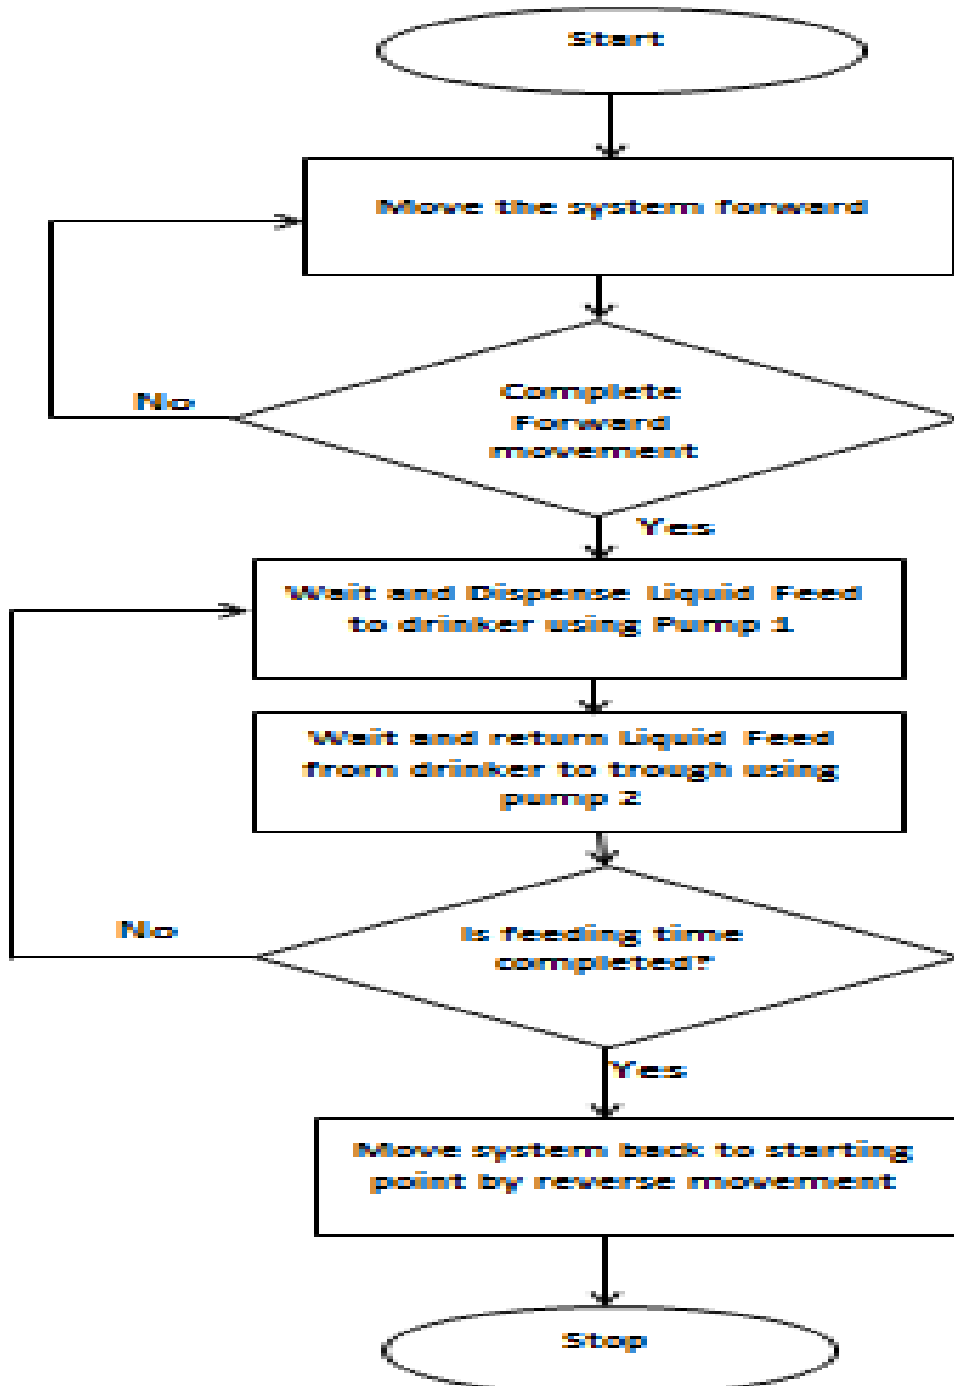 Start
Move the system forward
No
Complete
Forward
movement
Yes
Wait and Dispense Liquid Feed
to drinker using Pump 1
Wait and return Liquid Feed
from drinker to trough using
pump 2
No
Is feeding time
completed?
Yes
Move system back to starting
point by reverse movement
Stop